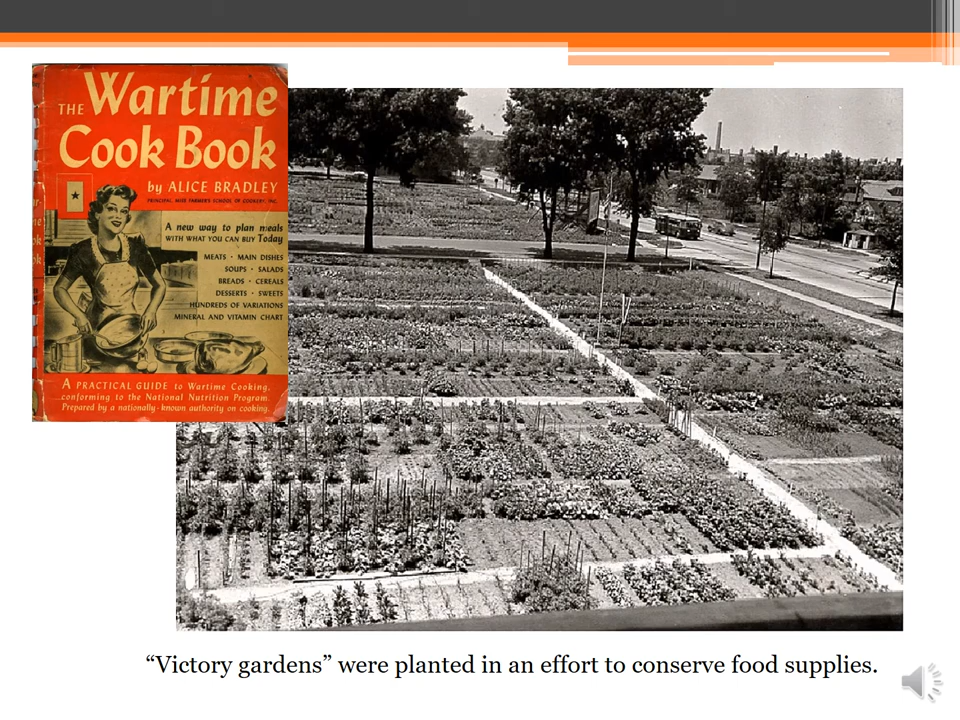 THE Wartime
Cook Book
by ALICE BRADLEY
PRINCIPAL, MISS FARMER'S SCHOOL OF COOKERY, INC.
A new way to plan meals
WITH WHAT YOU CAN BUY Today
MEATS · MAIN DISHES
SOUPS · SALADS
BREADS · CEREALS
DESSERTS · SWEETS
HUNDREDS OF VARIATIONS
MINERAL AND VITAMIN CHART
A PRACTICAL GUIDE to Wartime Cooking,
conforming to the National Nutrition Program.
Prepared by a nationally-known authority on cooking.
“Victory gardens” were planted in an effort to conserve food supplies.